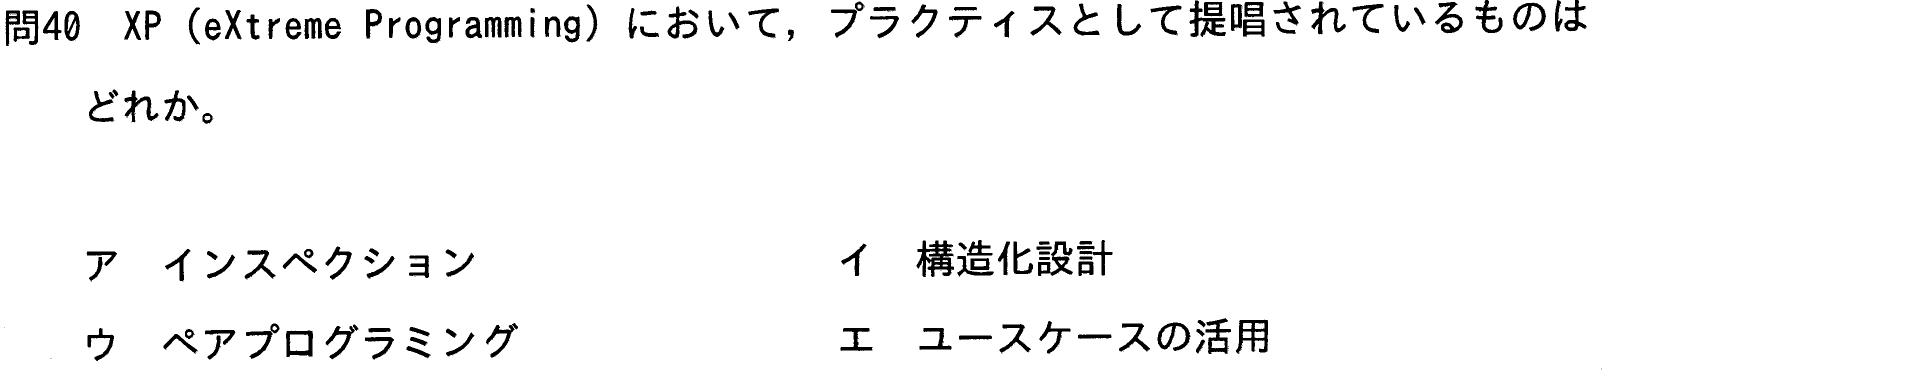 問40　XP (eXtreme Programming) において，プラクティスとして提唱されているものは
どれか。
ア　インスペクション　イ　構造化設計
ウ　ペアプログラミング　エ　ユースケースの活用